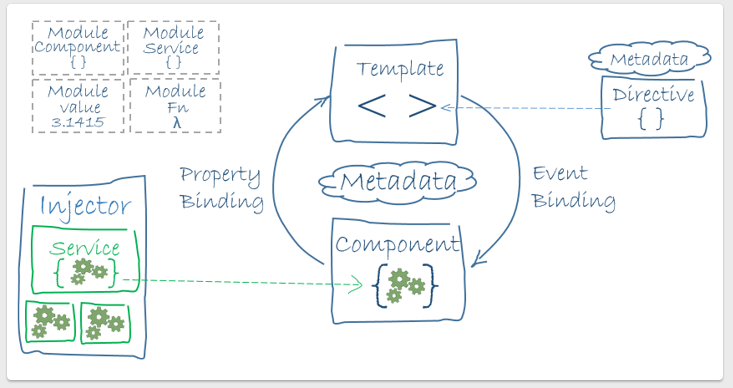 Module
Component
{ }
Module
Service
{ }
Module
value
3.1415
Module
Fn
λ
Template
< >
Metadata
Directive
{ }
Property
Binding
Metadata
Event
Binding
Injector
Service
{ }
Component
{ }